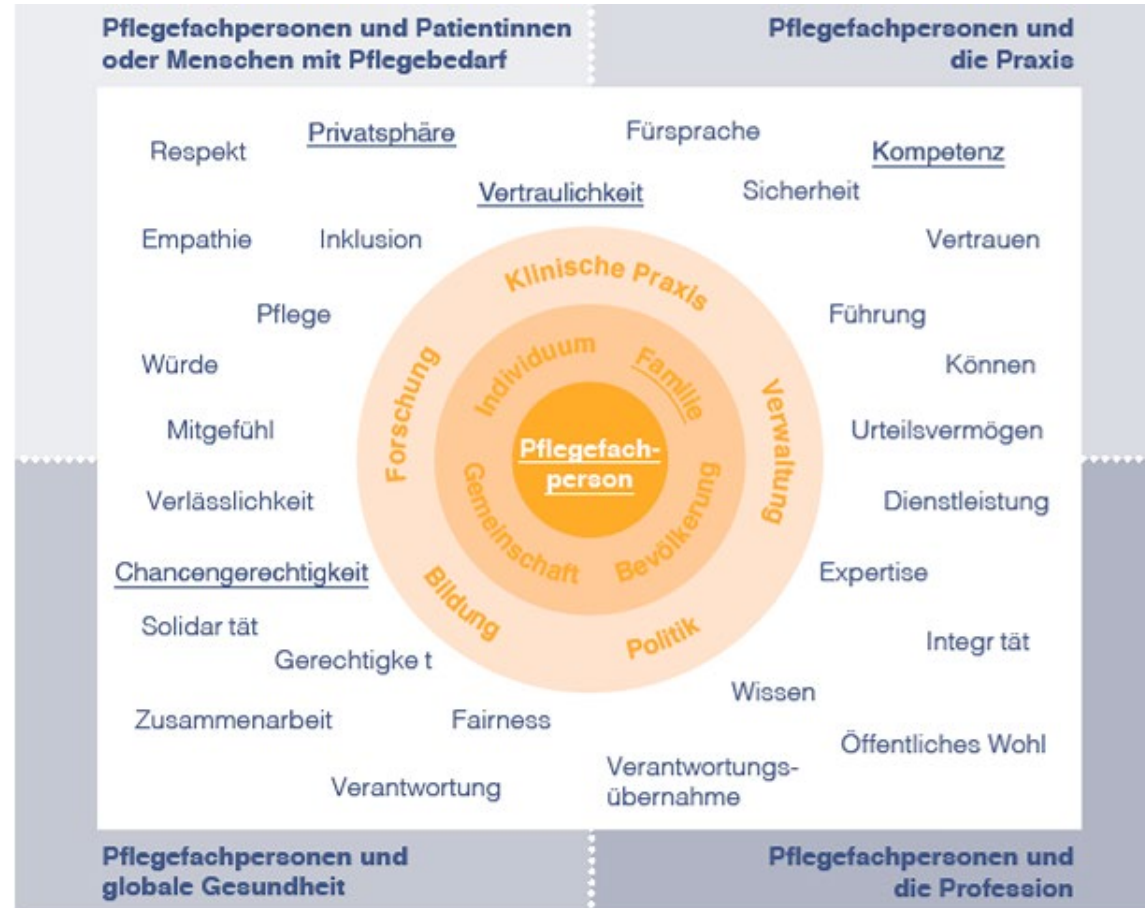 Pflegefachpersonen und Patientinnen
oder Menschen mit Pflegebedarf
Pflegefachpersonen und
die Praxis
Respekt
Privatsphäre
Fürsprache
Kompetenz
Vertraulichkeit
Sicherheit
Empathie
Inklusion
Vertrauen
Pflege
Führung
Würde
Können
Mitgefühl
Urteilsvermögen
Verlässlichkeit
Dienstleistung
Chancengerechtigkeit
Expertise
Solidar tät
Integr tät
Gerechtigke t
Wissen
Zusammenarbeit
Fairness
Öffentliches Wohl
Verantwortung
Verantwortungs-
übernahme
Klinische Praxis
Verwaltung
Politik
Bildung
Forschung
Individuum
Familie
Bevölkerung
Gemeinschaft
Pflegefach-
person
Pflegefachpersonen und
globale Gesundheit
Pflegefachpersonen und
die Profession